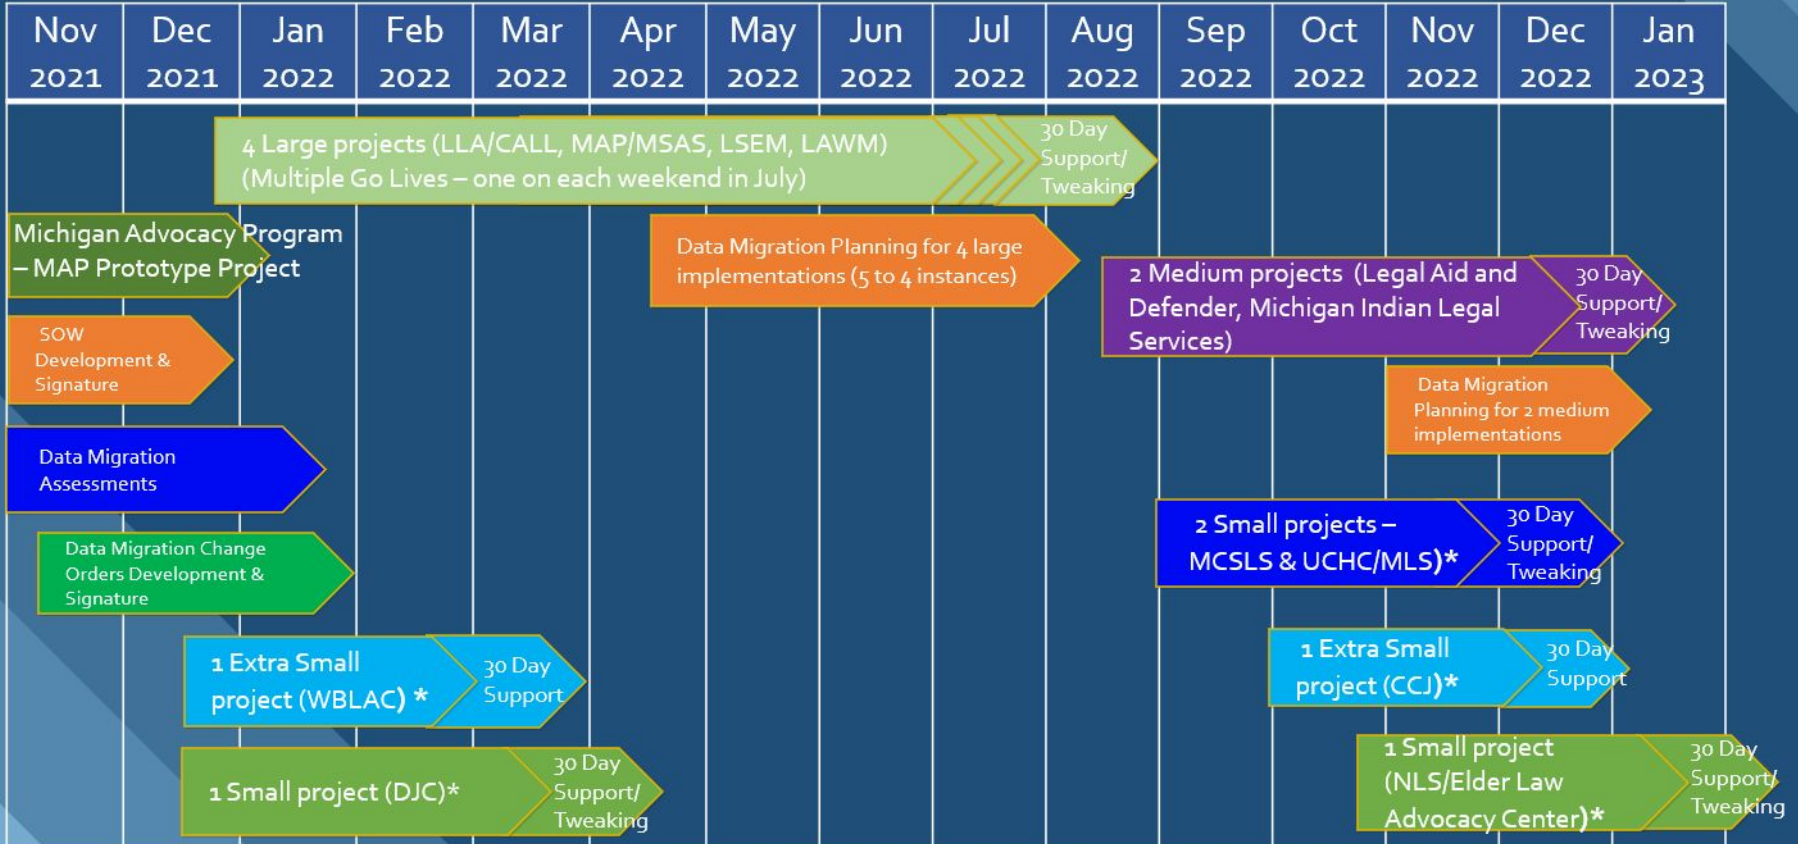 Nov Dec Jan Feb Mar Apr May Jun Jul Aug Sep Oct Nov Dec Jan
2021 2021 2022 2022 2022 2022 2022 2022 2022 2022 2022 2022 2022 2022 2023
4 Large projects (LLA/CALL, MAP/MSAS, LSEM, LAWM)
(Multiple Go Lives – one on each weekend in July)
30 Day
Support/
Tweaking
Michigan Advocacy Program
– MAP Prototype Project
Data Migration Planning for 4 large
implementations (5 to 4 instances)
2 Medium projects (Legal Aid and
Defender, Michigan Indian Legal
Services)
30 Day
Support/
Tweaking
SOW
Development &
Signature
Data Migration
Planning for 2 medium
implementations
Data Migration
Assessments
2 Small projects –
MCSLS & UCHC/MLS)*
30 Day
Support/
Tweaking
Data Migration Change
Orders Development &
Signature
1 Extra Small
project (WBLAC) *
30 Day
Support
1 Extra Small
project (CCJ)*
30 Day
Support
1 Small project (DJC)*
30 Day
Support/
Tweaking
1 Small project
(NLS/Elder Law
Advocacy Center)*
30 Day
Support/
Tweaking